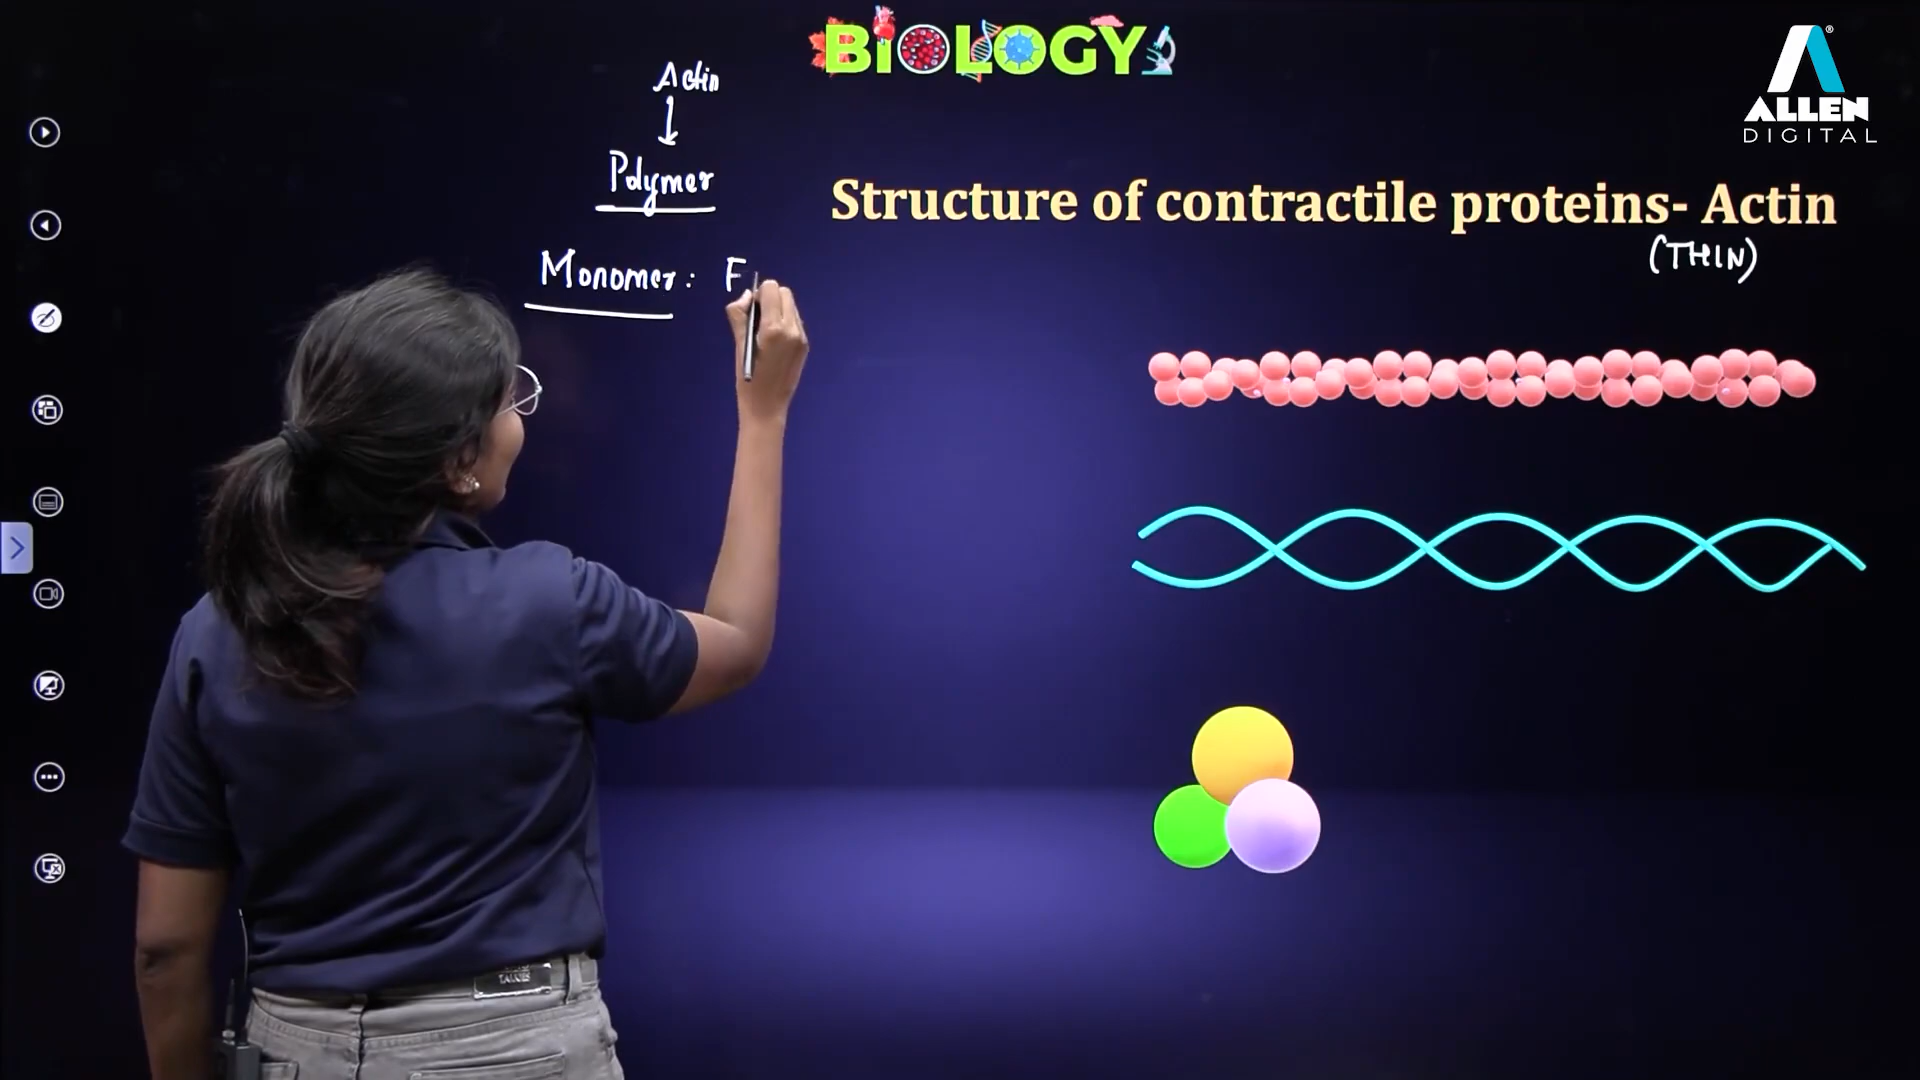 BIOLOGY
ALLEN
DIGITAL
Actin
Polymer
Structure of contractile proteins- Actin
(THIN)
Monomer: F